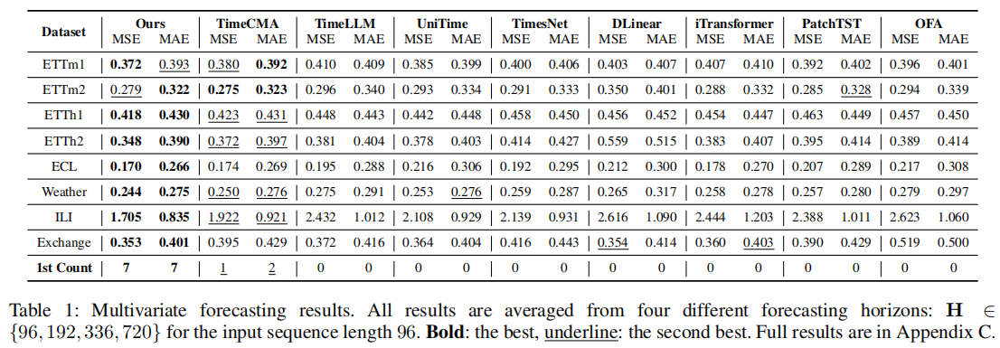 Dataset Ours TimeCMA TimeLLM UniTime TimesNet DLinear iTransformer PatchTST OFA
MSE MAE MSE MAE MSE MAE MSE MAE MSE MAE MSE MAE MSE MAE MSE MAE MSE MAE
ETTm1 0.372 0.393 0.380 0.392 0.410 0.409 0.385 0.399 0.400 0.406 0.403 0.407 0.407 0.410 0.392 0.402 0.396 0.401
ETTm2 0.279 0.322 0.275 0.323 0.296 0.340 0.293 0.334 0.291 0.333 0.350 0.401 0.288 0.332 0.285 0.328 0.294 0.339
ETTh1 0.418 0.430 0.423 0.431 0.448 0.443 0.442 0.448 0.458 0.450 0.456 0.452 0.454 0.447 0.463 0.449 0.457 0.450
ETTh2 0.348 0.390 0.372 0.397 0.381 0.404 0.378 0.403 0.414 0.427 0.559 0.515 0.383 0.407 0.395 0.414 0.389 0.414
ECL 0.170 0.266 0.174 0.269 0.195 0.288 0.216 0.306 0.192 0.295 0.212 0.300 0.178 0.270 0.207 0.289 0.217 0.308
Weather 0.244 0.275 0.250 0.276 0.275 0.291 0.253 0.276 0.259 0.287 0.265 0.317 0.258 0.278 0.257 0.280 0.279 0.297
ILI 1.705 0.835 1.922 0.921 2.432 1.012 2.108 0.929 2.139 0.931 2.616 1.090 2.444 1.203 2.388 1.011 2.623 1.060
Exchange 0.353 0.401 0.395 0.429 0.372 0.416 0.364 0.404 0.416 0.443 0.354 0.414 0.360 0.403 0.390 0.429 0.519 0.500
1st Count 7 7 1 2 0 0 0 0 0 0 0 0 0 0 0 0 0 0
Table 1: Multivariate forecasting results. All results are averaged from four different forecasting horizons: H ∈
{96, 192, 336, 720} for the input sequence length 96. Bold: the best, underline: the second best. Full results are in Appendix C.